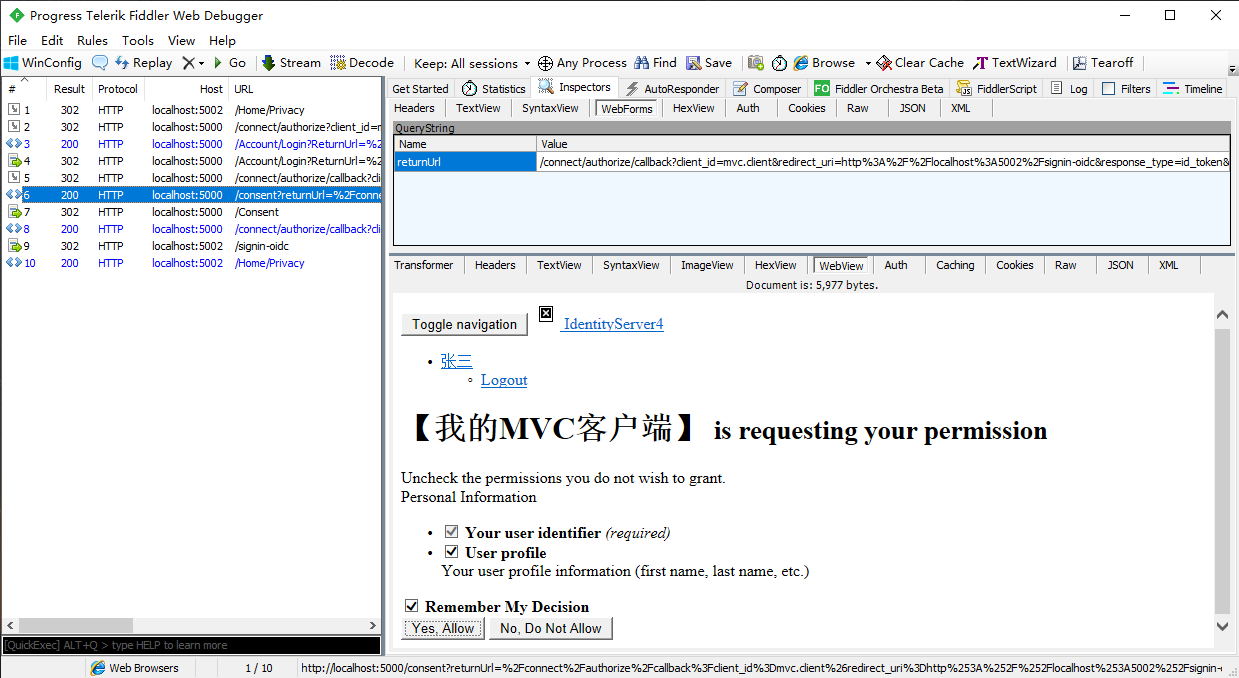 Progress Telerik Fiddler Web Debugger
File Edit Rules Tools View Help
WinConfig Replay Go Stream Decode Keep: All sessions Any Process Find Save Browse Clear Cache TextWizard Tearoff
# Result Protocol Host URL
1 302 HTTP localhost:5002 /Home/Privacy
2 302 HTTP localhost:5000 /connect/authorize?client_id=m
3 200 HTTP localhost:5000 /Account/Login?ReturnUrl=%2
4 302 HTTP localhost:5000 /Account/Login?ReturnUrl=%2
5 302 HTTP localhost:5000 /connect/authorize/callback?cli
6 200 HTTP localhost:5000 /consent?returnUrl=%2Fconne
7 302 HTTP localhost:5000 /Consent
8 200 HTTP localhost:5000 /connect/authorize/callback?cli
9 302 HTTP localhost:5002 /signin-oidc
10 200 HTTP localhost:5002 /Home/Privacy
[QuickExec] ALT+Q > type HELP to learn more
Get Started Statistics Inspectors AutoResponder Composer FO Fiddler Orchestra Beta FiddlerScript Log Filters Timeline
Headers TextView SyntaxView WebForms HexView Auth Cookies Raw JSON XML
QueryString
Name Value
returnUrl /connect/authorize/callback?client_id=mvc.client&redirect_uri=http%3A%2F%2Flocalhost%3A5002%2Fsignin-oidc&response_type=id_token&
Transformer Headers TextView SyntaxView ImageView HexView WebView Auth Caching Cookies Raw JSON XML
Document is: 5,977 bytes.
Toggle navigation IdentityServer4
张三
Logout
【我的MVC客户端】 is requesting your permission
Uncheck the permissions you do not wish to grant.
Personal Information
Your user identifier (required)
User profile
Your user profile information (first name, last name, etc.)
Remember My Decision
Yes, Allow No, Do Not Allow
Web Browsers 1 / 10 http://localhost:5000/consent?returnUrl=%2Fconnect%2Fauthorize%2Fcallback%3Fclient_id%3Dmvc.client%26redirect_uri%3Dhttp%253A%252F%252Flocalhost%253A5002%252Fsignin-